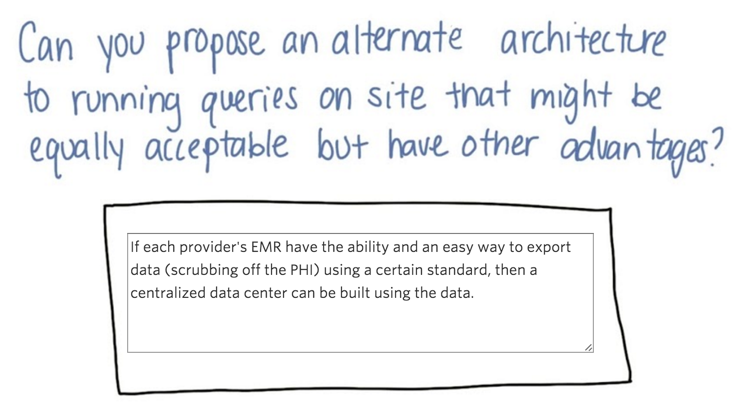 Can you propose an alternate architecture
to running queries on site that might be
equally acceptable but have other advantages?
If each provider's EMR have the ability and an easy way to export
data (scrubbing off the PHI) using a certain standard, then a
centralized data center can be built using the data.